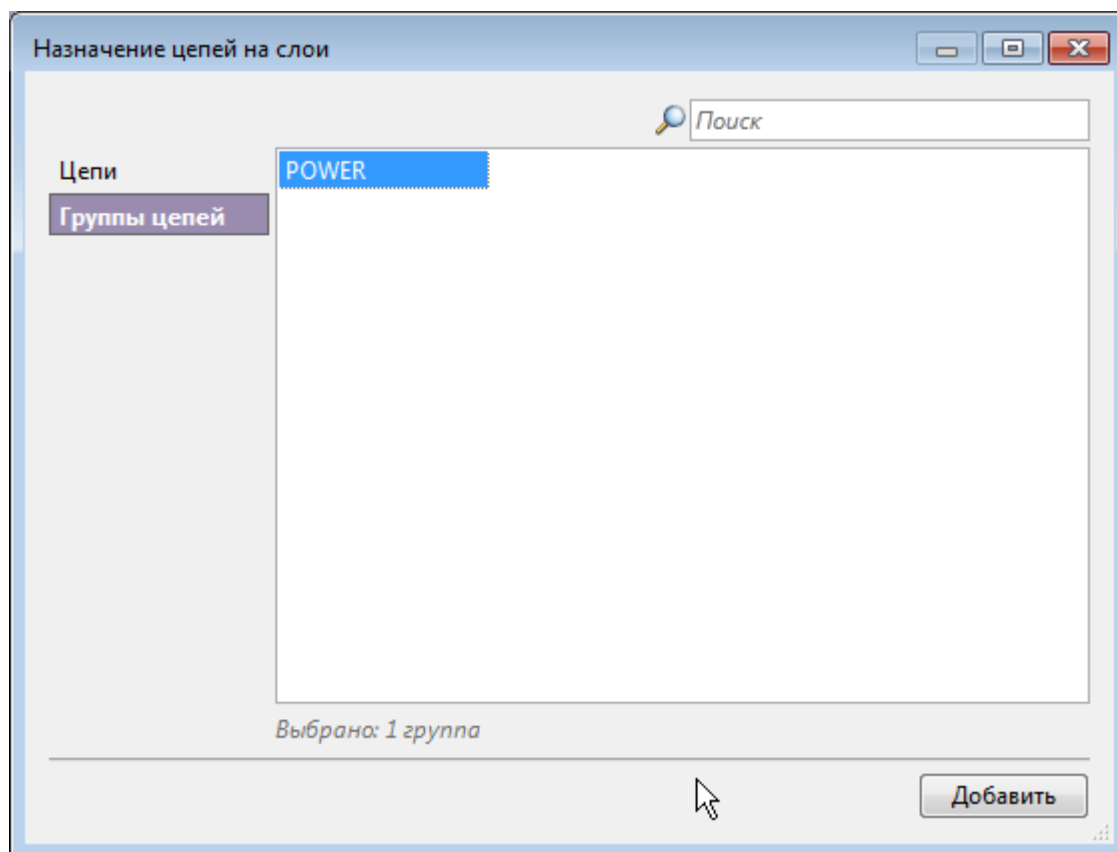 Назначение цепей на слои
Поиск
Цепи
POWER
Группы цепей
Выбрано: 1 группа
Добавить